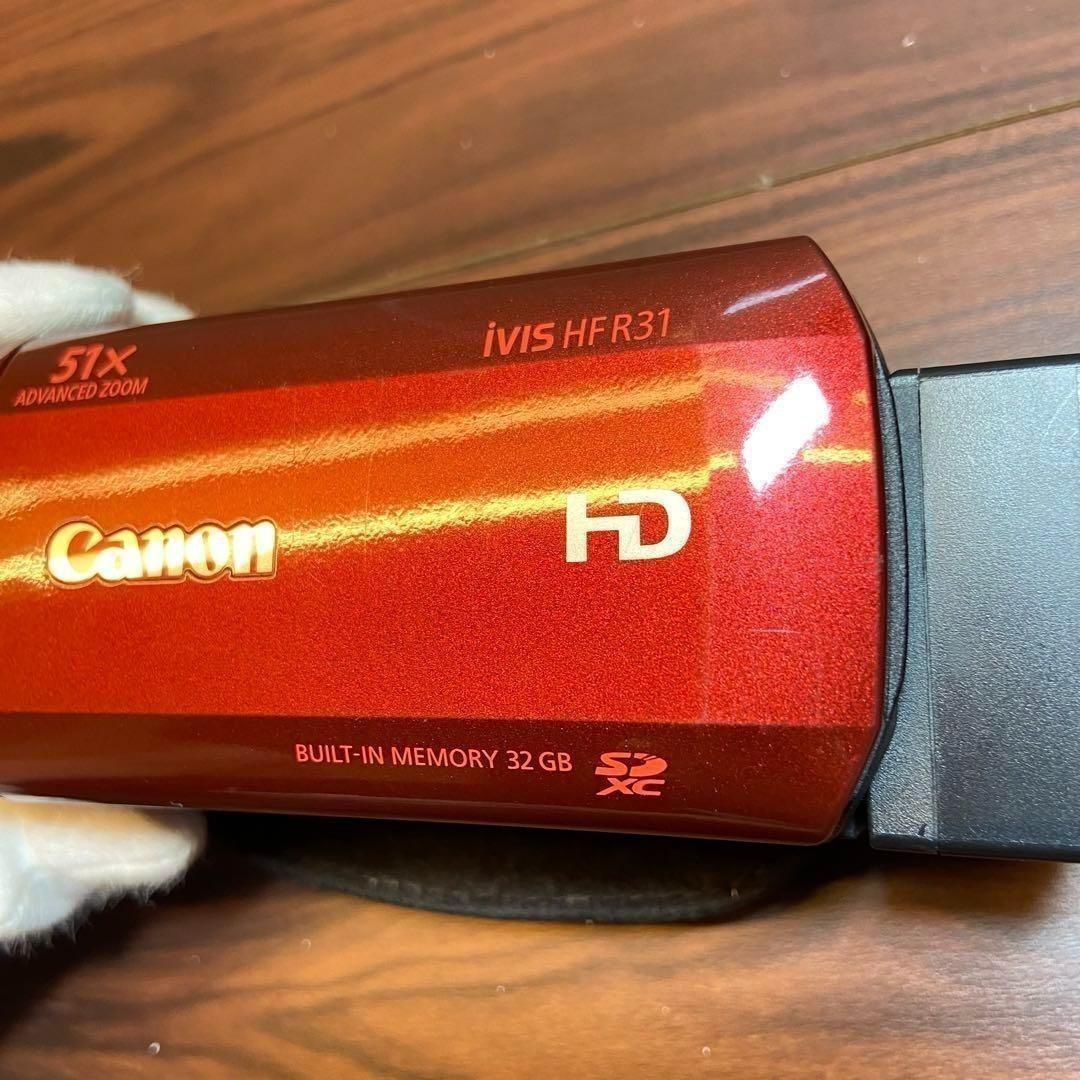 51X
ADVANCED ZOOM
iVIS HF R31
Canon
HD
BUILT-IN MEMORY 32 GB
SD
XC